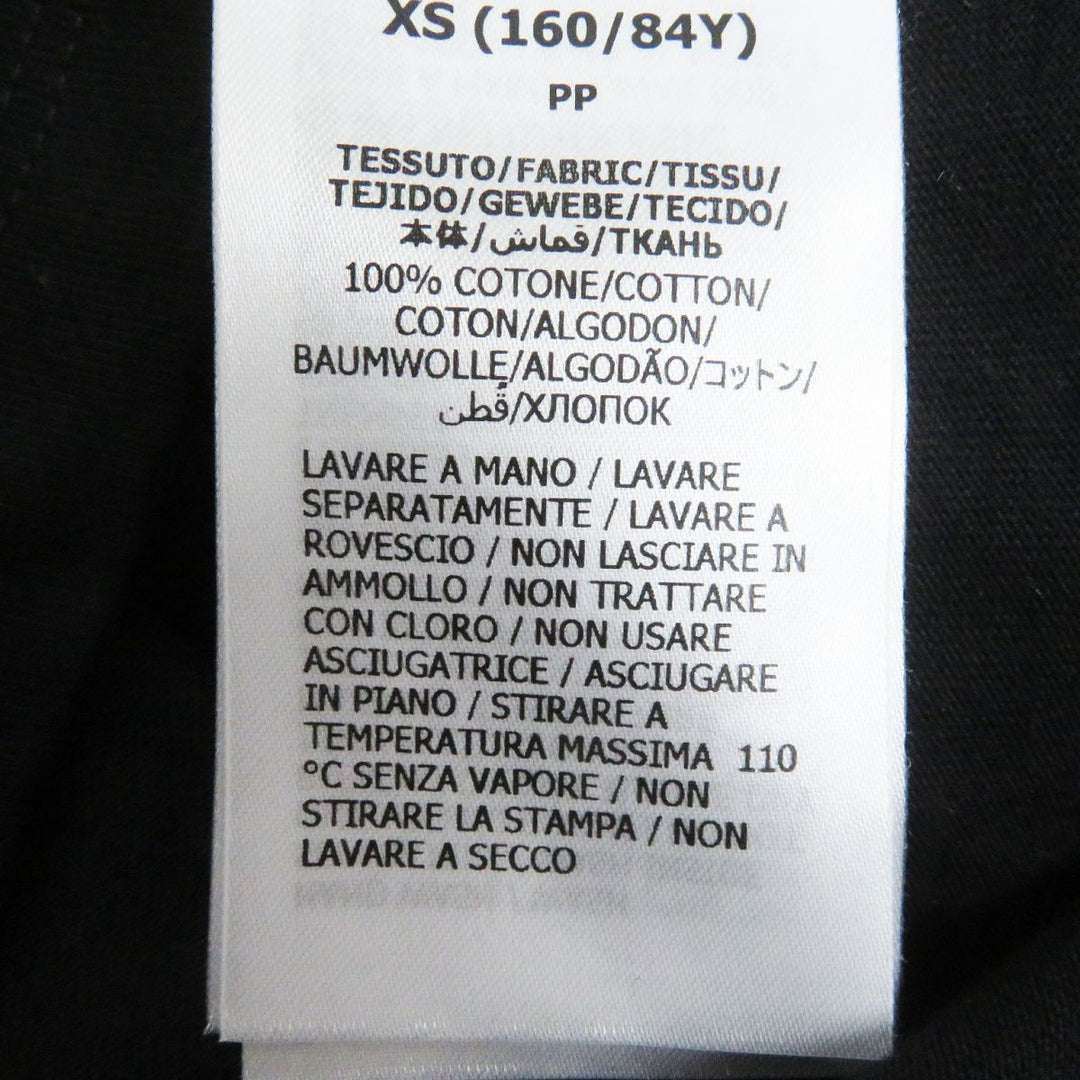 XS (160/84Y)
PP
TESSUTO/FABRIC/TISSU/
TEJIDO/GEWEBE/TECIDO/
本体/قماش/ТКАНЬ
100% COTONE/COTTON/
COTON/ALGODON/
BAUMWOLLE/ALGODÃO/コットン/
قُطن/ХЛОПОК
LAVARE A MANO / LAVARE
SEPARATAMENTE / LAVARE A
ROVESCIO / NON LASCIARE IN
AMMOLLO / NON TRATTARE
CON CLORO / NON USARE
ASCIUGATRICE / ASCIUGARE
IN PIANO / STIRARE A
TEMPERATURA MASSIMA 110
°C SENZA VAPORE / NON
STIRARE LA STAMPA / NON
LAVARE A SECCO